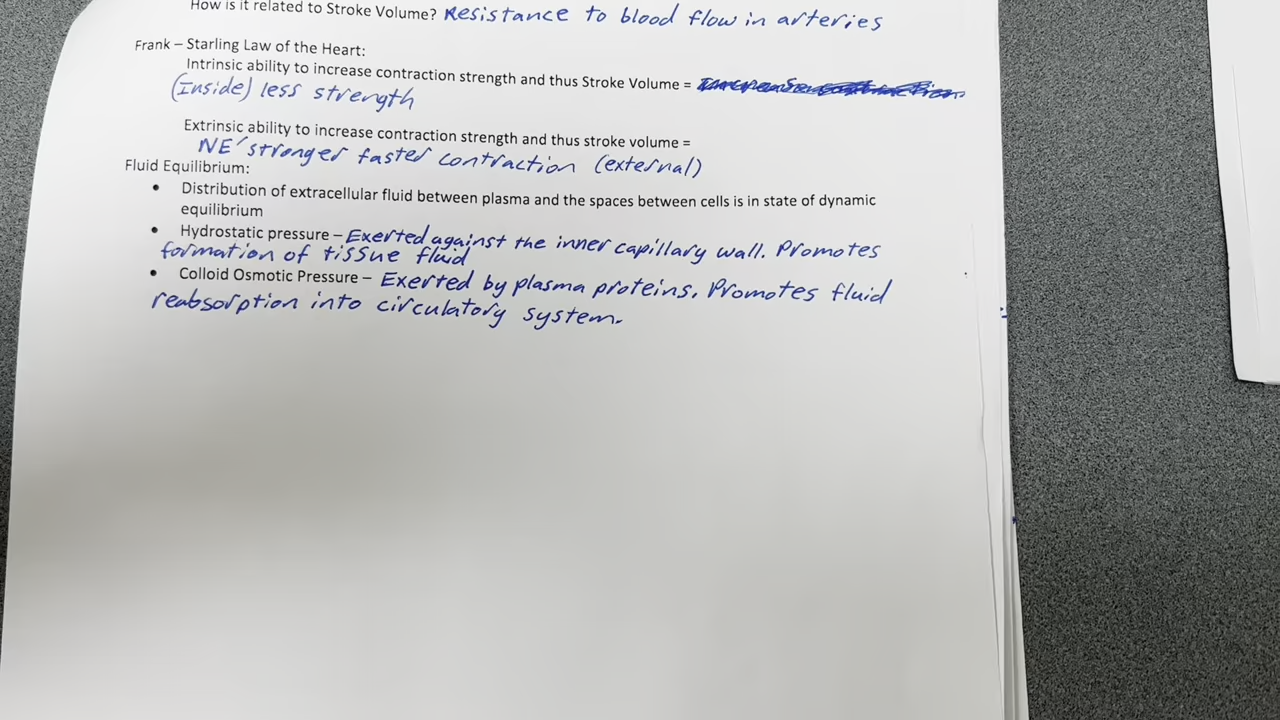 How is it related to Stroke Volume? Resistance to blood flow in arteries
Frank – Starling Law of the Heart:
Intrinsic ability to increase contraction strength and thus Stroke Volume =
(Inside) less strength
Extrinsic ability to increase contraction strength and thus stroke volume =
NE' stronger faster contraction (external)
Fluid Equilibrium:
• Distribution of extracellular fluid between plasma and the spaces between cells is in state of dynamic
equilibrium
• Hydrostatic pressure – Exerted against the inner capillary wall. Promotes
formation of tissue fluid
• Colloid Osmotic Pressure – Exerted by plasma proteins. Promotes fluid
reabsorption into circulatory system.